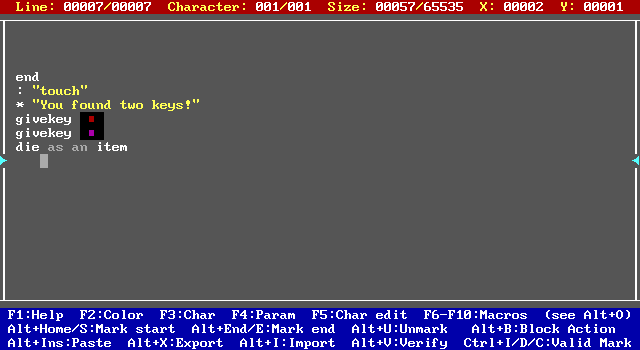 Line: 00007/00007 Character: 001/001 Size: 00057/65535 X: 00002 Y: 00001
end
: "touch"
* "You found two keys!"
givekey
givekey
die as an item
F1:Help F2:Color F3:Char F4:Param F5:Char edit F6-F10:Macros (see Alt+O)
Alt+Home/S:Mark start Alt+End/E:Mark end Alt+U:Unmark Alt+B:Block Action
Alt+Ins:Paste Alt+X:Export Alt+I:Import Alt+V:Verify Ctrl+I/D/C:Valid Mark